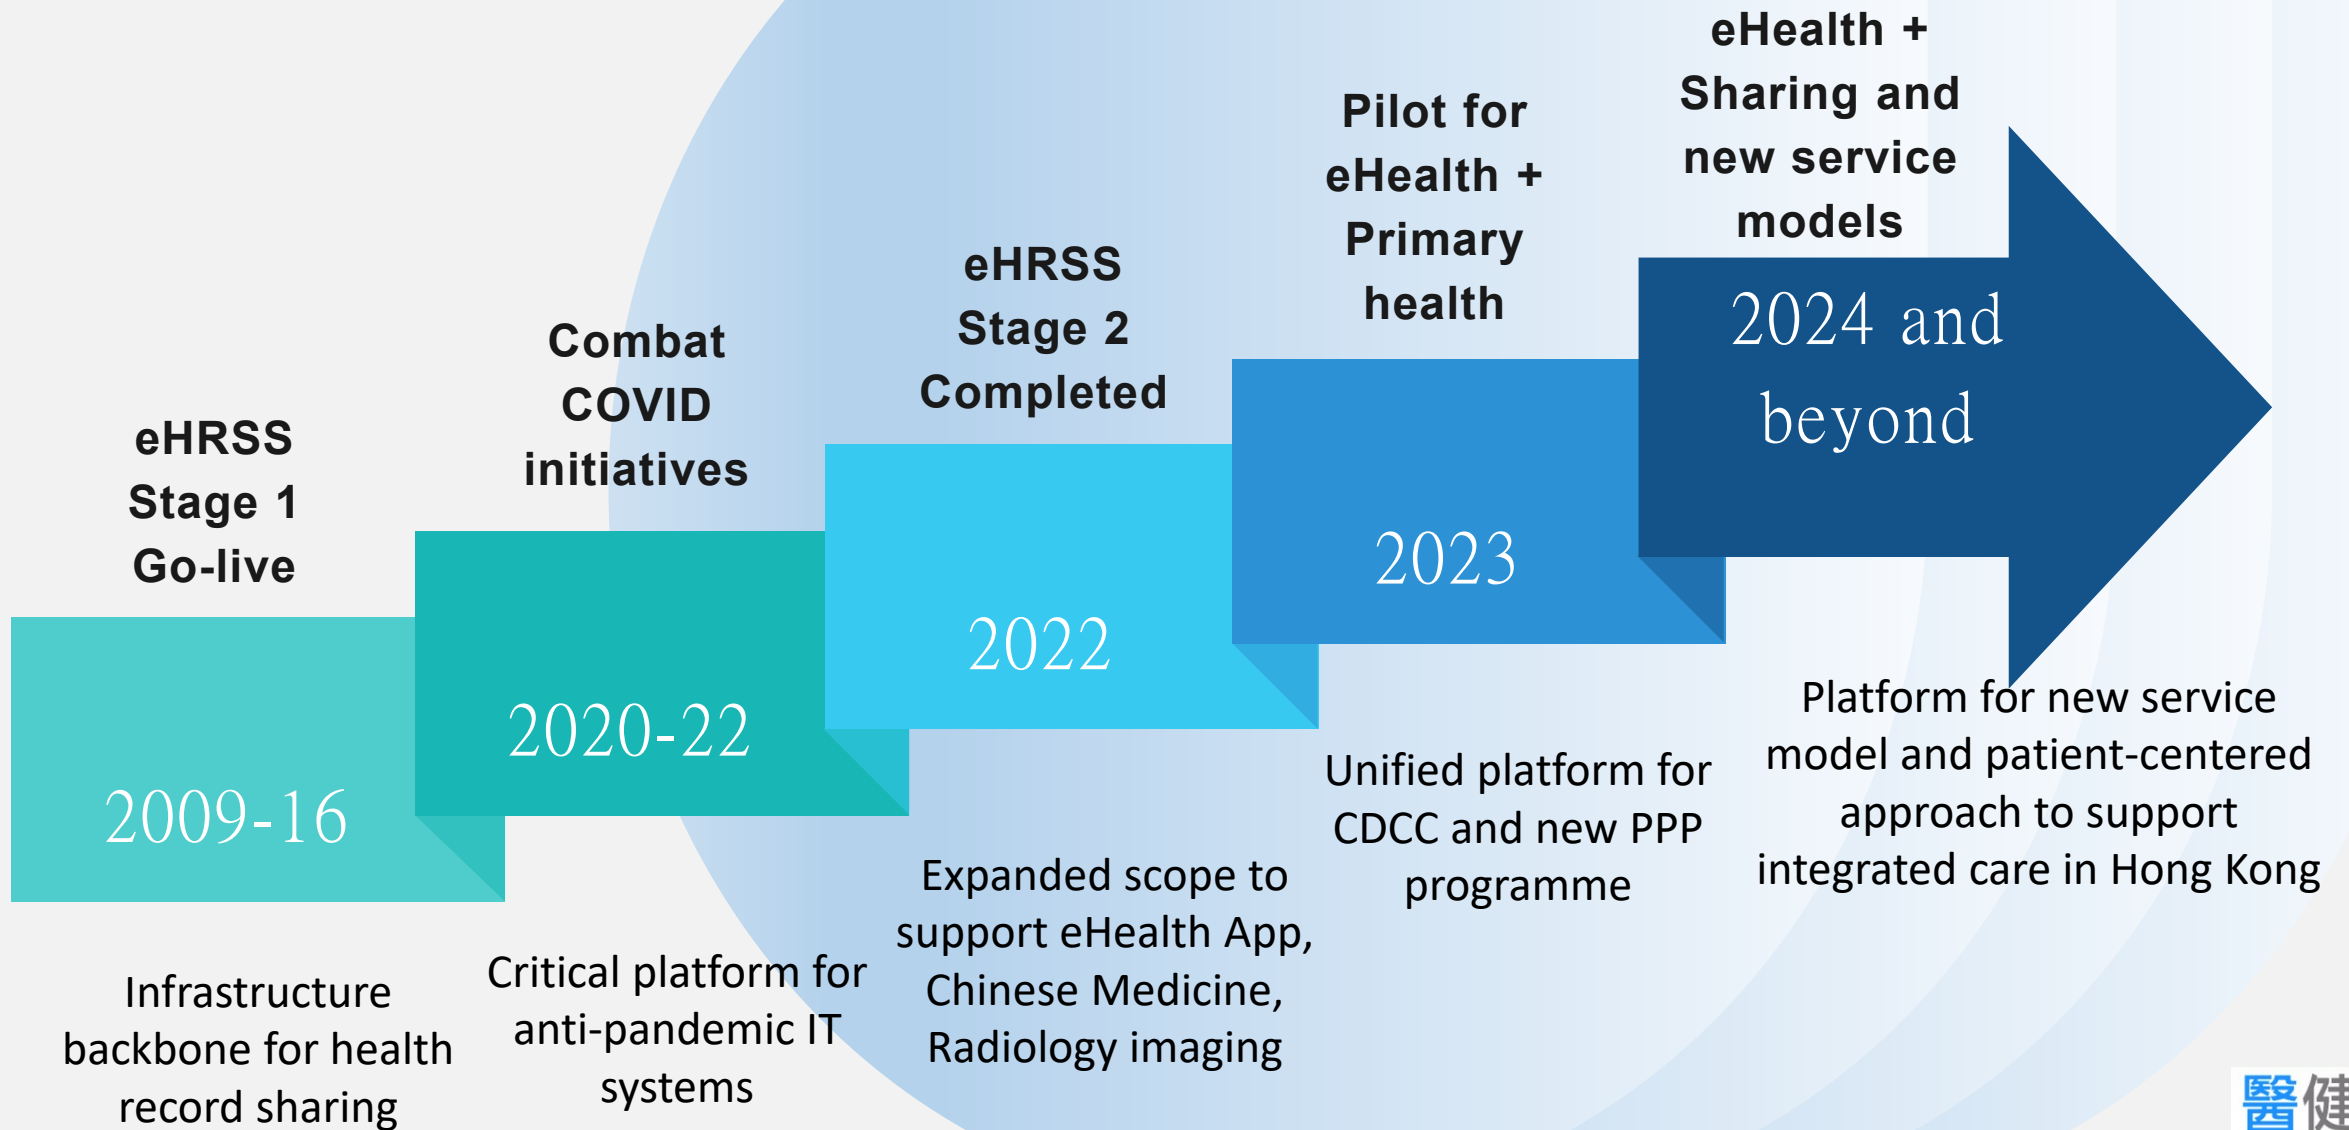 eHRSS
Stage 1
Go-live
2009-16
Infrastructure
backbone for health
record sharing
Combat
COVID
initiatives
2020-22
Critical platform for
anti-pandemic IT
systems
eHRSS
Stage 2
Completed
2022
Expanded scope to
support eHealth App,
Chinese Medicine,
Radiology imaging
Pilot for
eHealth +
Primary
health
2023
Unified platform for
CDCC and new PPP
programme
eHealth +
Sharing and
new service
models
2024 and
beyond
Platform for new service
model and patient-centered
approach to support
integrated care in Hong Kong
醫健